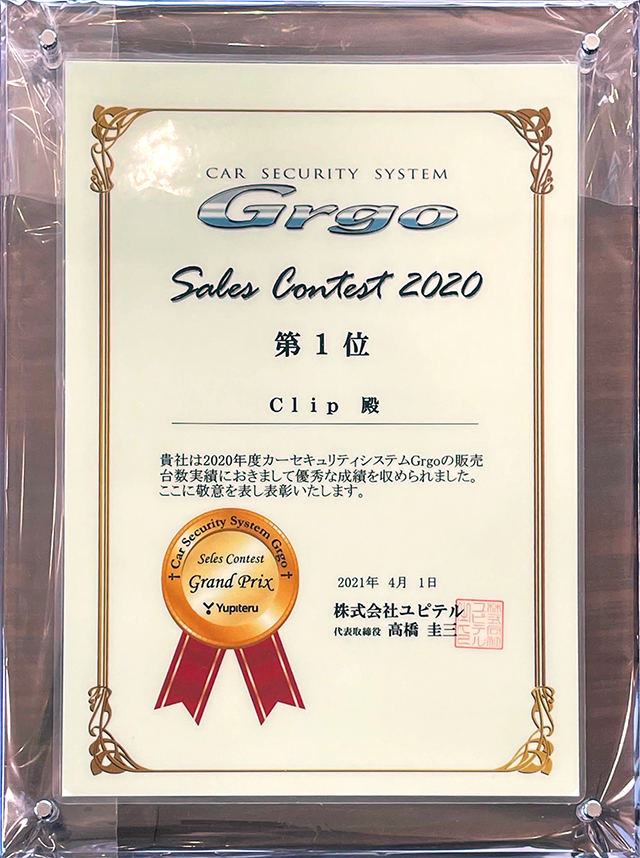 CAR SECURITY SYSTEM
Grgo
Sales Contest 2020
第1位
Clip 殿
貴社は2020年度カーセキュリティシステムGrgoの販売
台数実績におきまして優秀な成績を収められました。
ここに敬意を表し表彰いたします。
Car Security System Grgo
Seles Contest
Grand Prix
Yupiteru
2021年 4月 1日
株式会社ユピテル
代表取締役 高橋 圭三